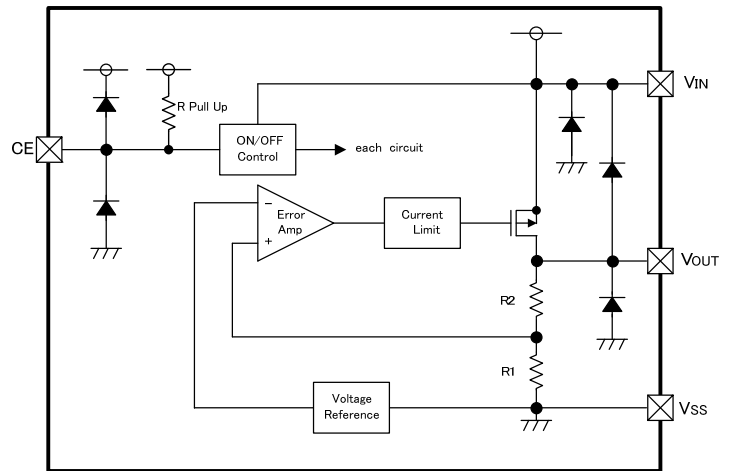 VIN
R Pull Up
CE
ON/OFF
Control
each circuit
−
Error
Amp
+
Current
Limit
VOUT
R2
R1
Voltage
Reference
VSS